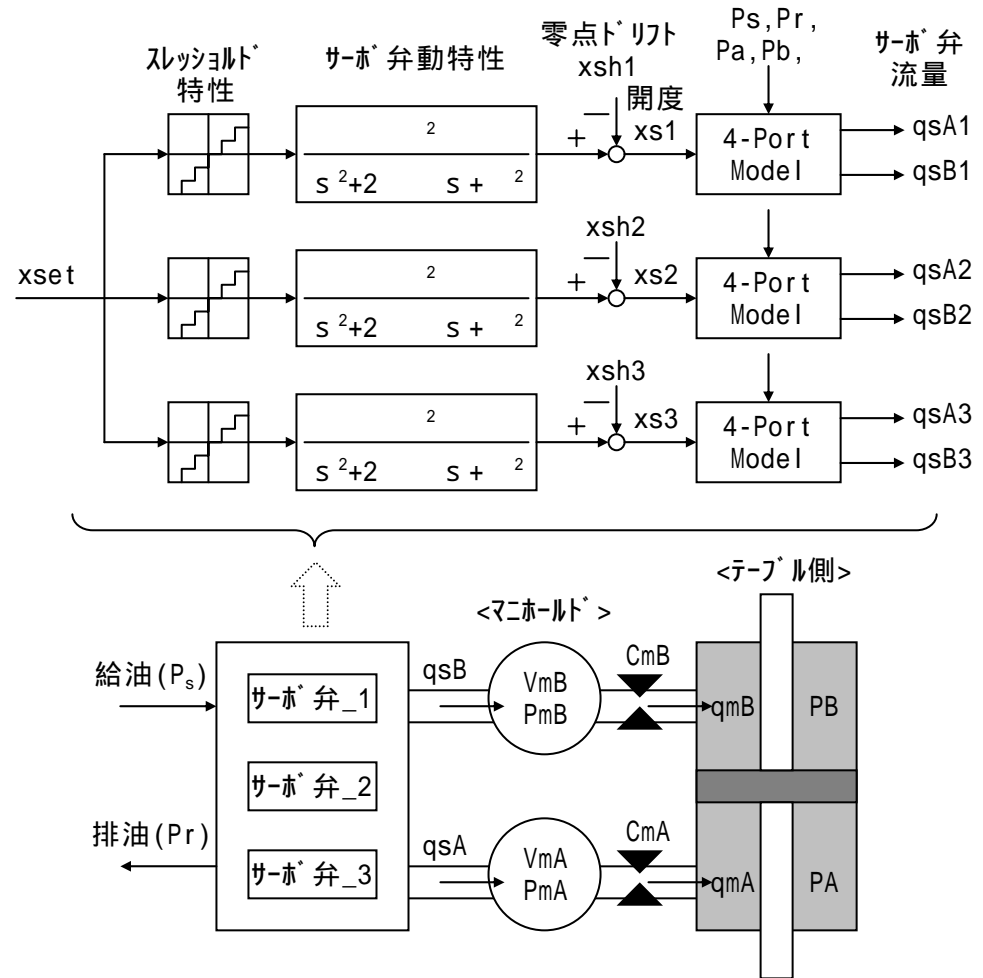 スレッショルド
特性
サーボ弁動特性
零点ドリフト
xsh1
開度
xs1
Ps,Pr,
Pa,Pb,
サーボ弁
流量
2
s 2+2 s + 2
+
−
4-Port
Model
qsA1
qsB1
xset
2
s 2+2 s + 2
xsh2
+
−
xs2
4-Port
Model
qsA2
qsB2
2
s 2+2 s + 2
xsh3
+
−
xs3
4-Port
Model
qsA3
qsB3
<テーブル側>
<マニホールド>
給油(Ps)
サーボ弁_1
サーボ弁_2
サーボ弁_3
排油(Pr)
qsB
VmB
PmB
CmB
qmB
PB
qsA
VmA
PmA
CmA
qmA
PA